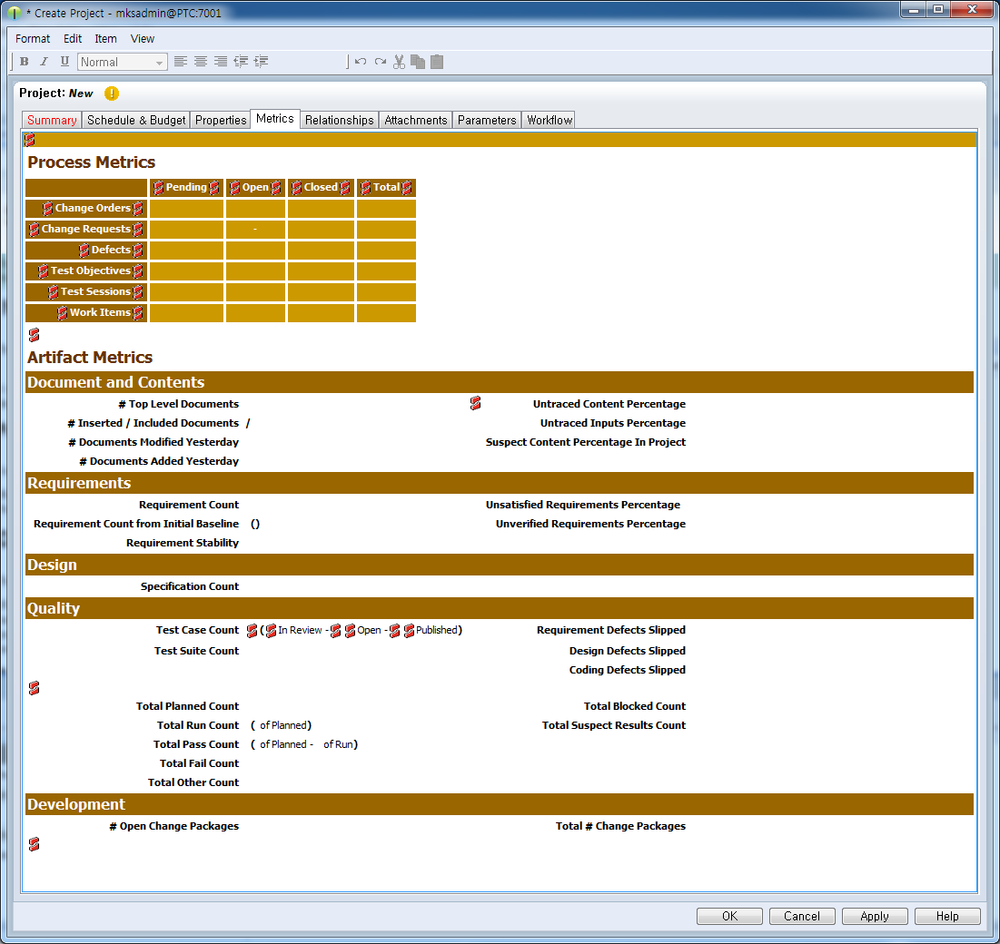 * Create Project - mksadmin@PTC:7001
Format Edit Item View
B I U Normal
Project: New
Summary Schedule & Budget Properties Metrics Relationships Attachments Parameters Workflow
Process Metrics
Pending Open Closed Total
Change Orders
Change Requests -
Defects
Test Objectives
Test Sessions
Work Items
Artifact Metrics
Document and Contents
# Top Level Documents Untraced Content Percentage
# Inserted / Included Documents / Untraced Inputs Percentage
# Documents Modified Yesterday Suspect Content Percentage In Project
# Documents Added Yesterday
Requirements
Requirement Count Unsatisfied Requirements Percentage
Requirement Count from Initial Baseline () Unverified Requirements Percentage
Requirement Stability
Design
Specification Count
Quality
Test Case Count ( In Review - Open - Published) Requirement Defects Slipped
Test Suite Count Design Defects Slipped
Coding Defects Slipped
Total Planned Count Total Blocked Count
Total Run Count ( of Planned) Total Suspect Results Count
Total Pass Count ( of Planned - of Run)
Total Fail Count
Total Other Count
Development
# Open Change Packages Total # Change Packages
OK Cancel Apply Help